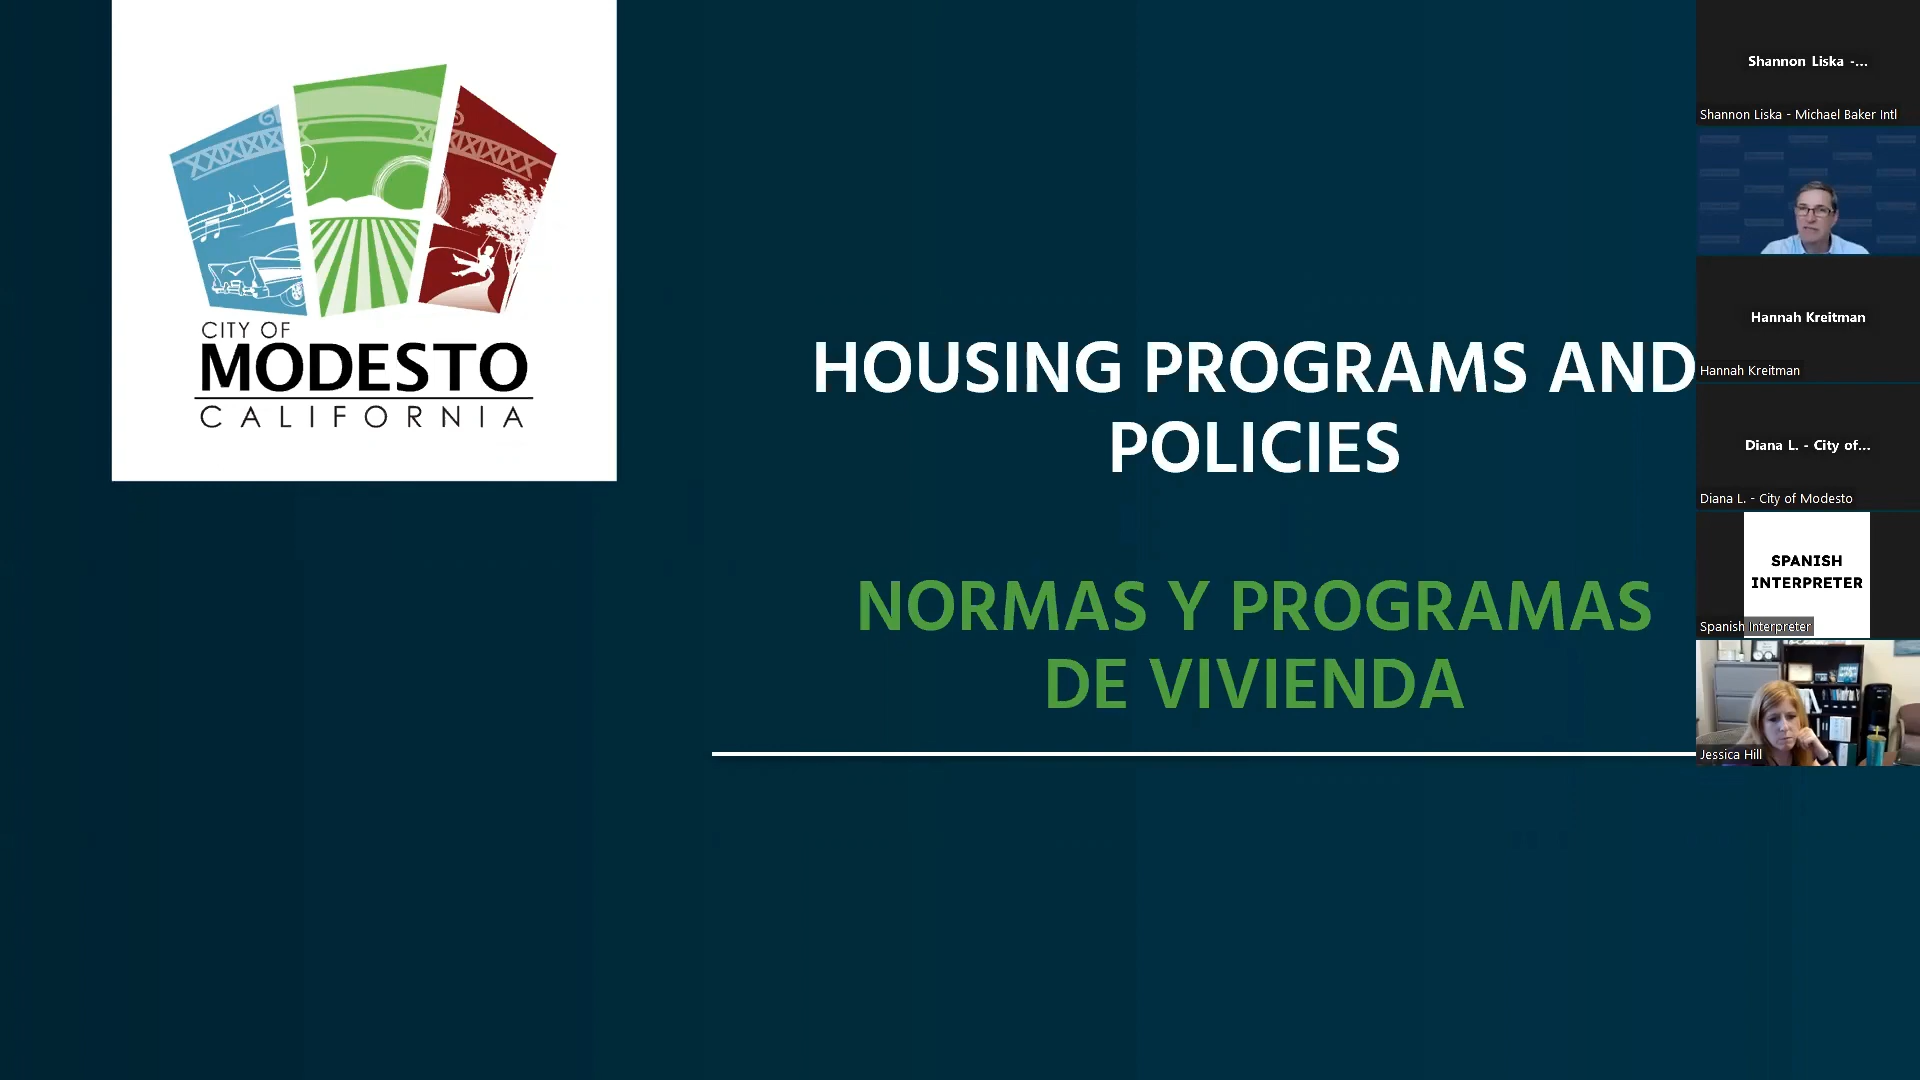 CITY OF
MODESTO
CALIFORNIA
HOUSING PROGRAMS AND
POLICIES
NORMAS Y PROGRAMAS
DE VIVIENDA
Shannon Liska -...
Shannon Liska - Michael Baker Intl
Hannah Kreitman
Hannah Kreitman
Diana L. - City of...
Diana L. - City of Modesto
SPANISH
INTERPRETER
Spanish Interpreter
Jessica Hill